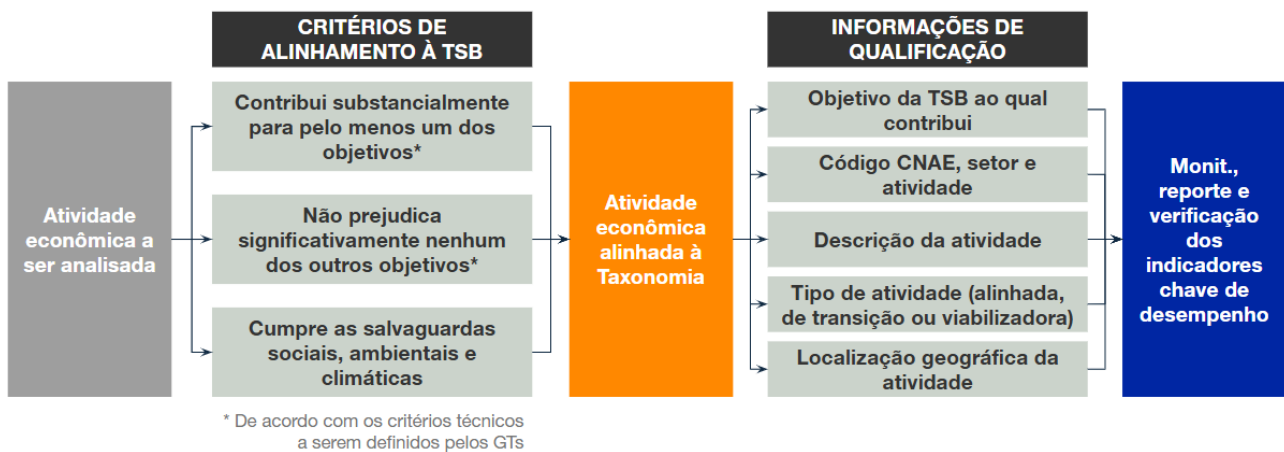 CRITÉRIOS DE
ALINHAMENTO À TSB
INFORMAÇÕES DE
QUALIFICAÇÃO
Atividade
econômica a
ser analisada
Contribui substancialmente
para pelo menos um dos
objetivos*
Não prejudica
significativamente nenhum
dos outros objetivos*
Cumpre as salvaguardas
sociais, ambientais e
climáticas
* De acordo com os critérios técnicos
a serem definidos pelos GTs
Atividade
econômica
alinhada à
Taxonomia
Objetivo da TSB ao qual
contribui
Código CNAE, setor e
atividade
Descrição da atividade
Tipo de atividade (alinhada,
de transição ou viabilizadora)
Localização geográfica da
atividade
Monit.,
reporte e
verificação
dos
indicadores
chave de
desempenho